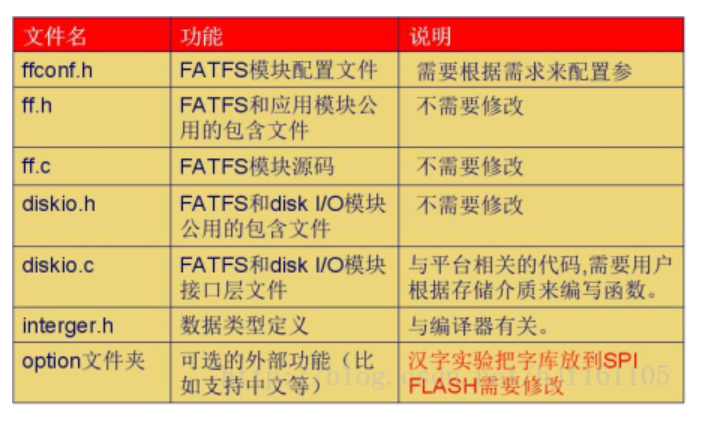 文件名 功能 说明
ffconf.h FATFS模块配置文件 需要根据需求来配置参
ff.h FATFS和应用模块公 不需要修改
用的包含文件
ff.c FATFS模块源码 不需要修改
diskio.h FATFS和disk I/O模块 不需要修改
公用的包含文件
diskio.c FATFS和disk I/O模块 与平台相关的代码,需要用户
接口层文件 根据存储介质来编写函数。
interger.h 数据类型定义 与编译器有关。
option文件夹 可选的外部功能（比 汉字实验把字库放到SPI
如支持中文等） FLASH需要修改